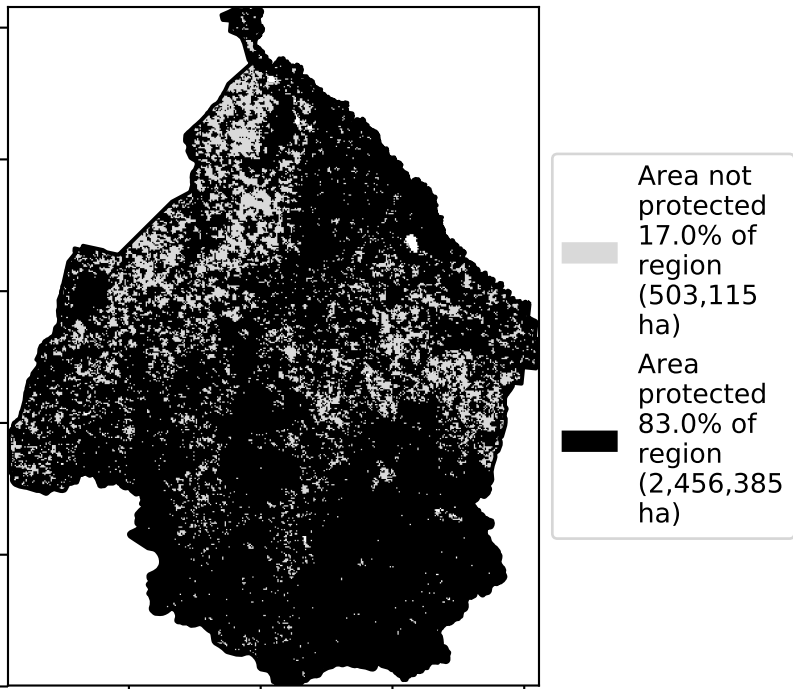 Area not
protected
17.0% of
region
(503,115
ha)
Area
protected
83.0% of
region
(2,456,385
ha)